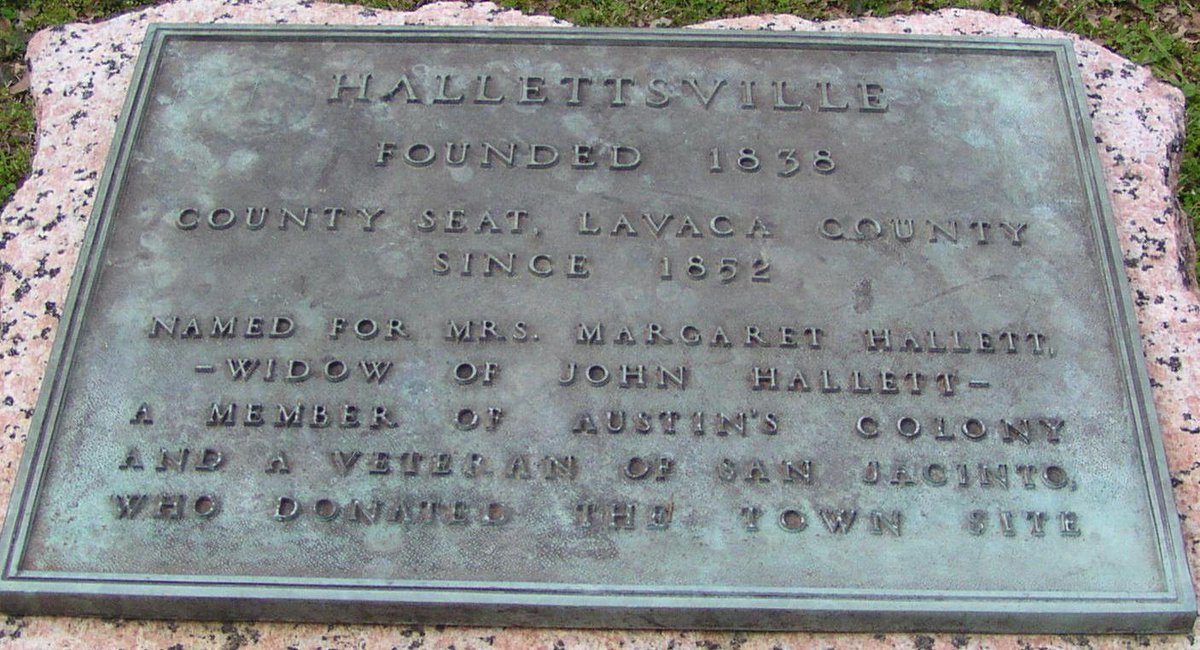 HALLETTSVILLE
FOUNDED 1838
COUNTY SEAT, LAVACA COUNTY
SINCE 1852
NAMED FOR MRS. MARGARET HALLETT,
-WIDOW OF JOHN HALLETT-
A MEMBER OF AUSTIN'S COLONY
AND A VETERAN OF SAN JACINTO,
WHO DONATED THE TOWN SITE